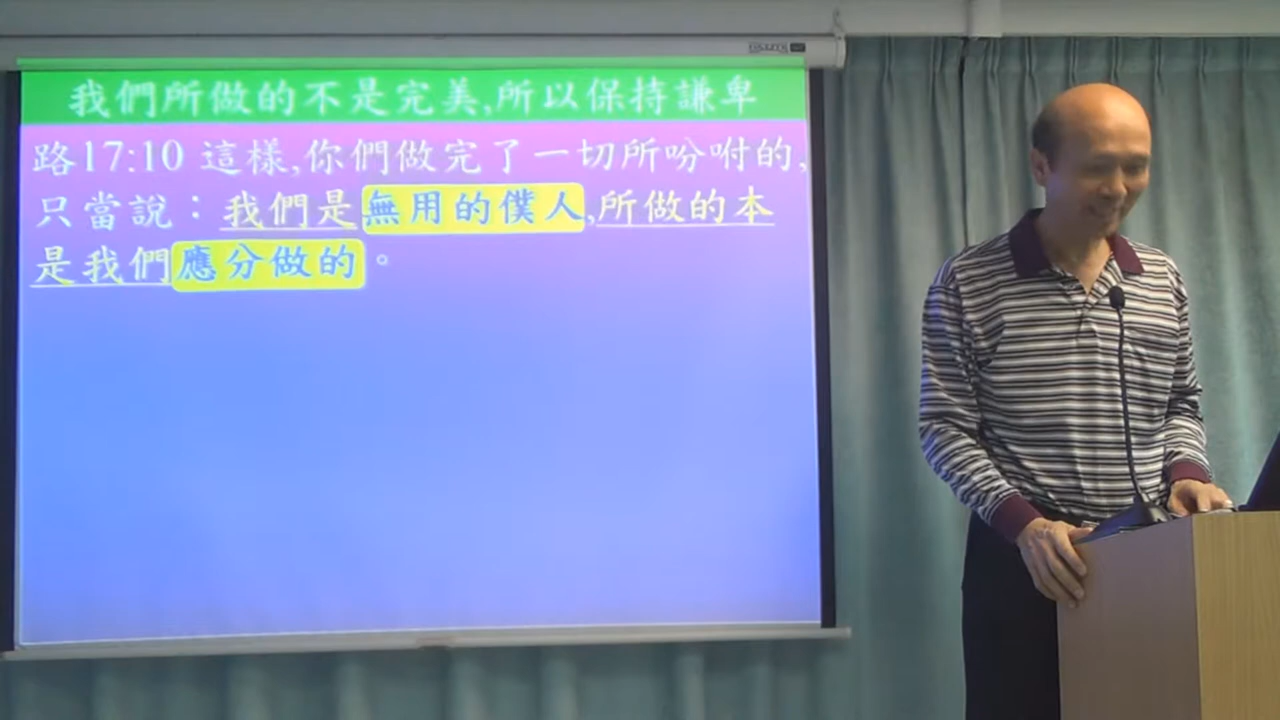 我們所做的不是完美,所以保持謙卑
路17:10 這樣,你們做完了一切所吩咐的,
只當說：我們是無用的僕人,所做的本
是我們應分做的。